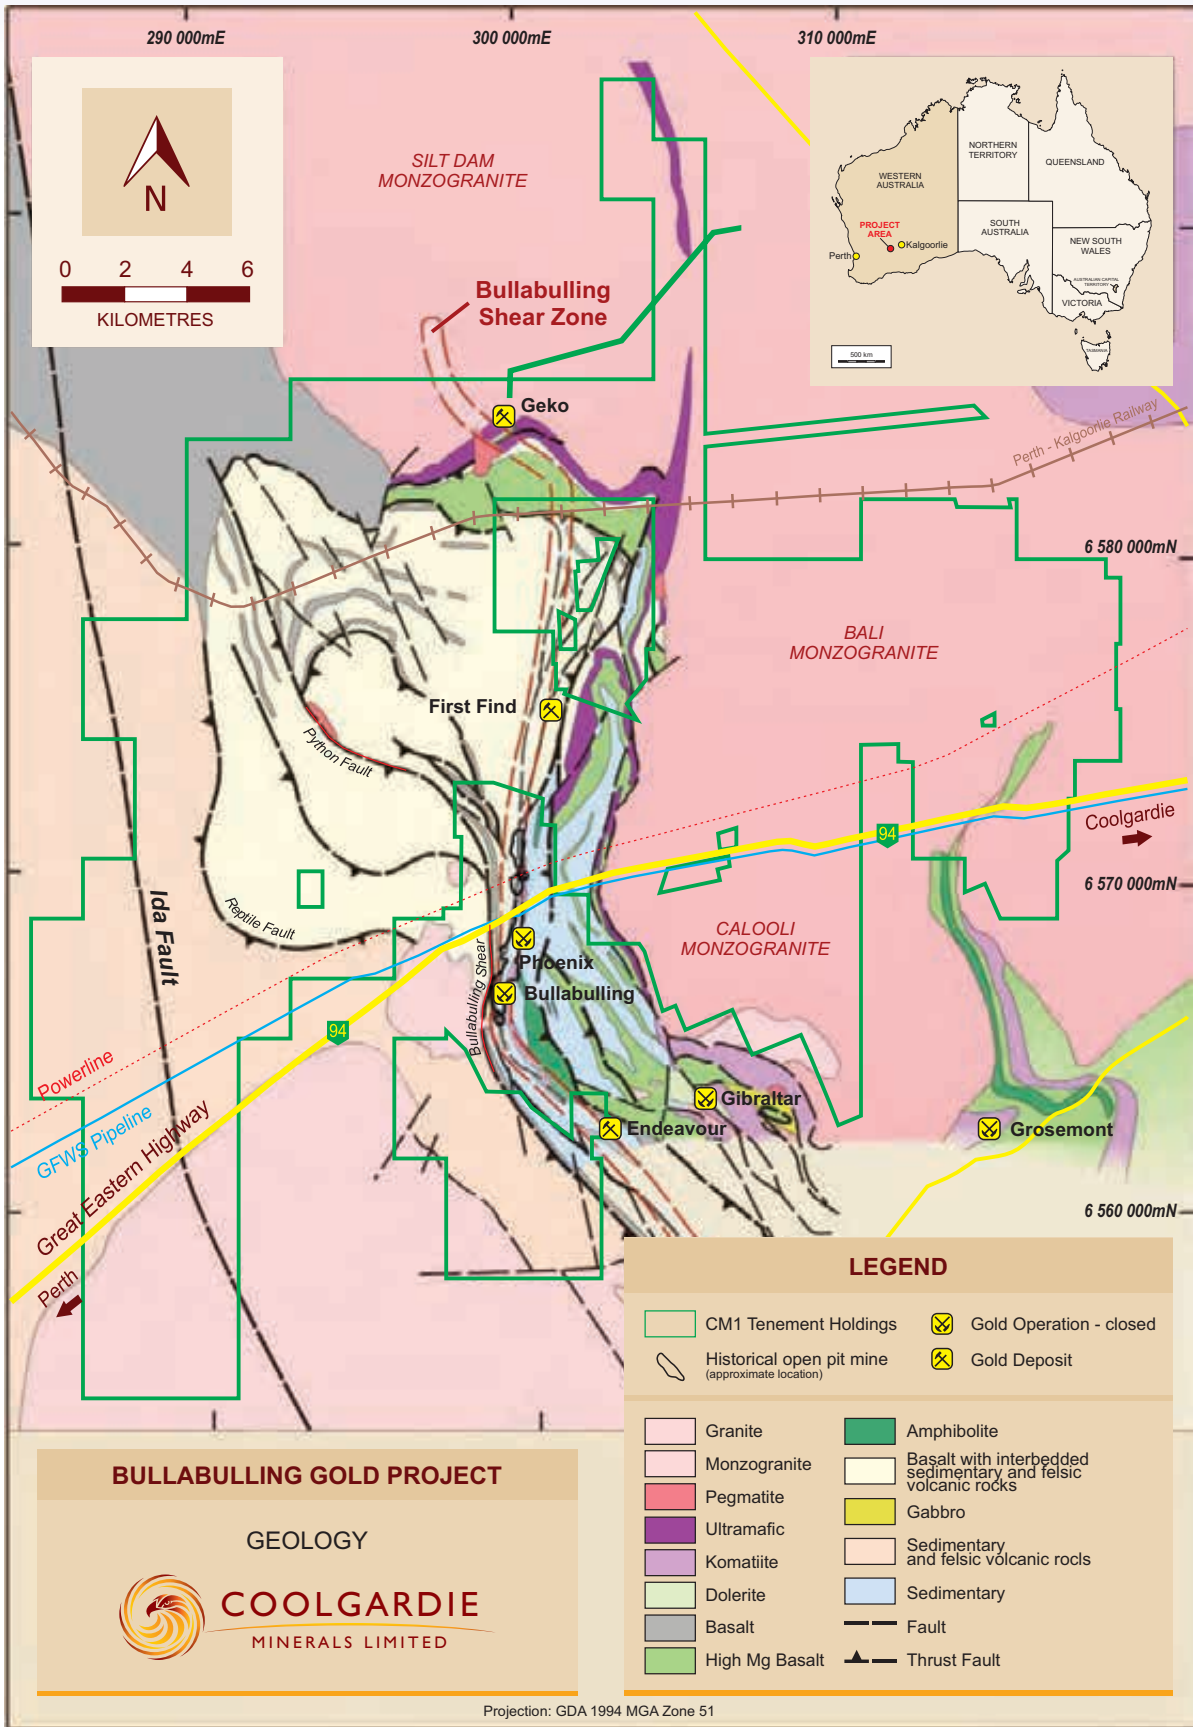 290 000mE
300 000mE
310 000mE
N
0 2 4 6
KILOMETRES
SILT DAM
MONZOGRANITE
Bullabulling
Shear Zone
NORTHERN
TERRITORY
QUEENSLAND
WESTERN
AUSTRALIA
SOUTH
AUSTRALIA
PROJECT
AREA
Kalgoorlie
Perth
NEW SOUTH
WALES
AUSTRALIAN CAPITAL
TERRITORY
VICTORIA
TASMANIA
500 km
Geko
Perth - Kalgoorlie Railway
6 580 000mN
BALI
MONZOGRANITE
First Find
Python Fault
Coolgardie
94
6 570 000mN
Ida Fault
Reptile Fault
CALOOLI
MONZOGRANITE
Phoenix
Bullabulling Shear
Bullabulling
94
Powerline
GFWS Pipeline
Great Eastern Highway
Perth
Gibraltar
Endeavour
Grosemont
6 560 000mN
LEGEND
CM1 Tenement Holdings
Historical open pit mine
(approximate location)
Gold Operation - closed
Gold Deposit
Granite
Monzogranite
Pegmatite
Ultramafic
Komatiite
Dolerite
Basalt
High Mg Basalt
Amphibolite
Basalt with interbedded
sedimentary and felsic
volcanic rocks
Gabbro
Sedimentary
and felsic volcanic rocls
Sedimentary
Fault
Thrust Fault
BULLABULLING GOLD PROJECT
GEOLOGY
COOLGARDIE
MINERALS LIMITED
Projection: GDA 1994 MGA Zone 51